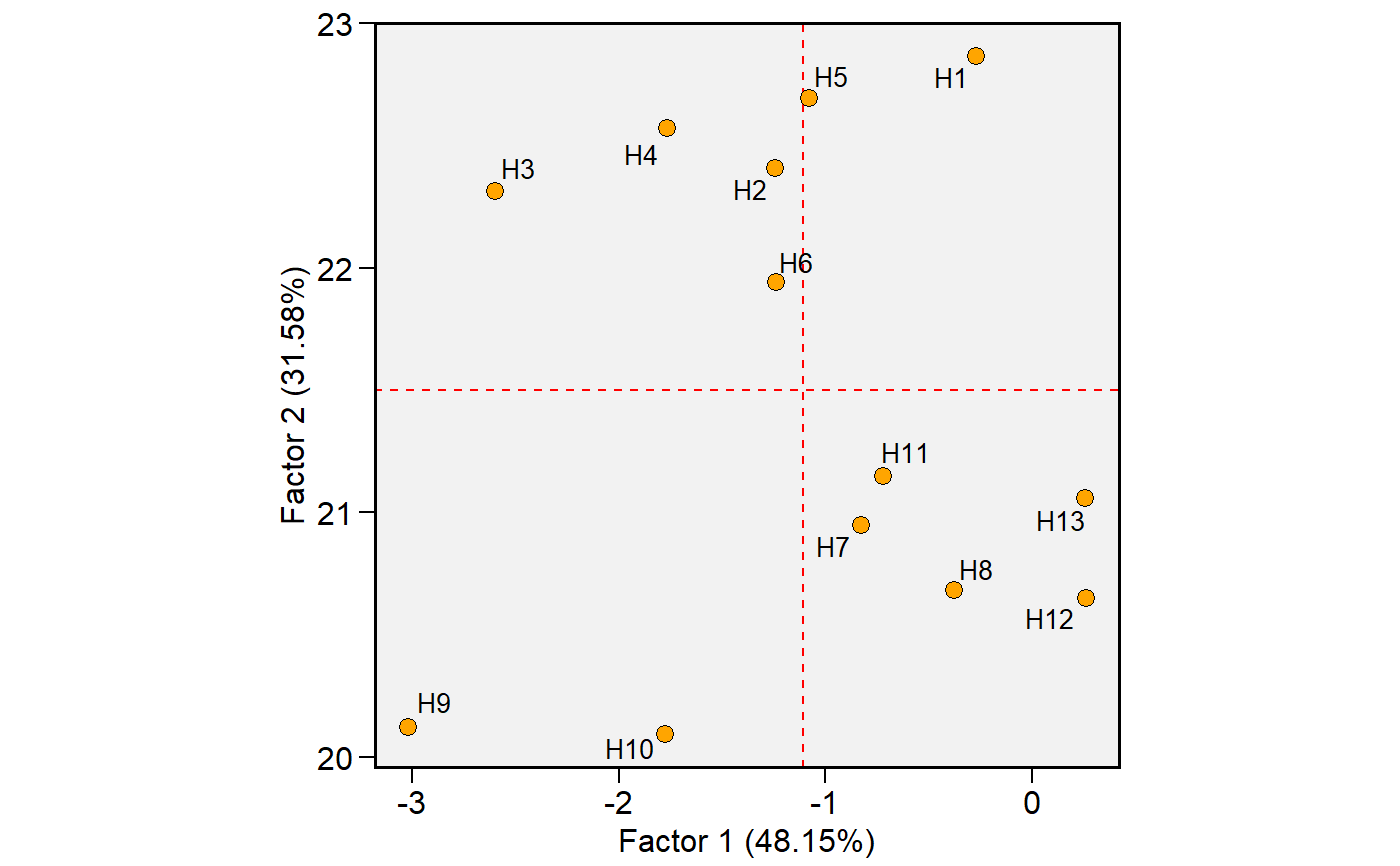 23
H5
H1
H4
H3
H2
H6
22
Factor 2 (31.58%)
H11
21
H13
H7
H8
H12
H9
H10
20
-3
-2
-1
0
Factor 1 (48.15%)